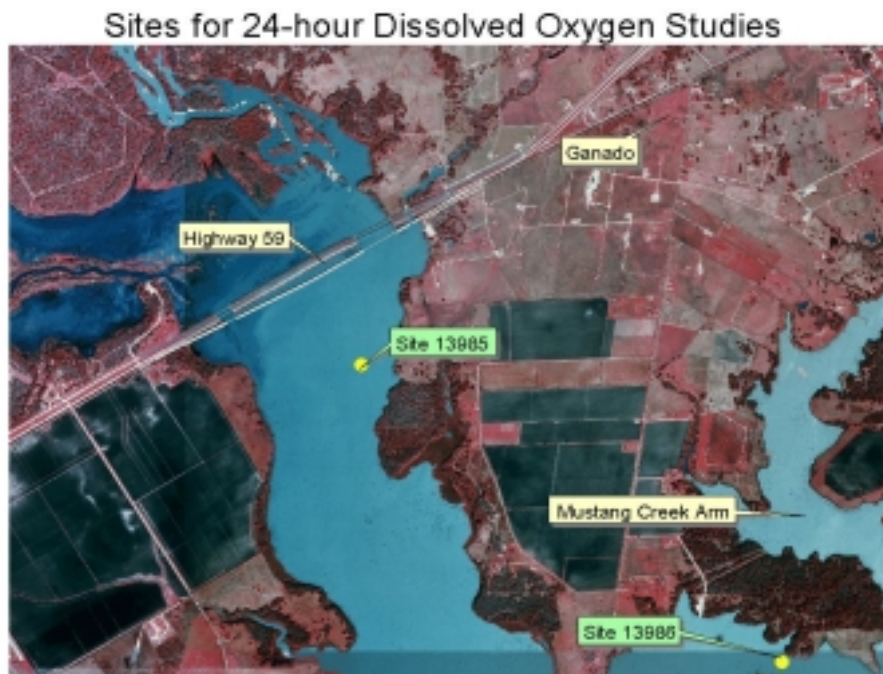 Sites for 24-hour Dissolved Oxygen Studies
Ganado
Highway 59
Site 13985
Mustang Creek Arm
Site 13986